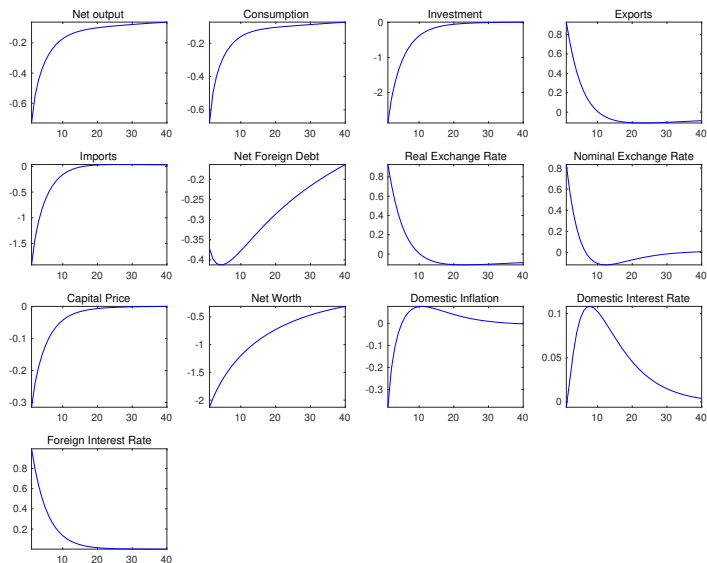 Net output
Consumption
Investment
Exports
-0.2
-0.4
-0.6
10 20 30 40
-0.2
-0.4
-0.6
10 20 30 40
0
-1
-2
10 20 30 40
0.8
0.6
0.4
0.2
0
10 20 30 40
Imports
Net Foreign Debt
Real Exchange Rate
Nominal Exchange Rate
0
-0.5
-1
-1.5
10 20 30 40
-0.2
-0.25
-0.3
-0.35
-0.4
10 20 30 40
0.8
0.6
0.4
0.2
0
10 20 30 40
0.8
0.6
0.4
0.2
0
10 20 30 40
Capital Price
Net Worth
Domestic Inflation
Domestic Interest Rate
0
-0.1
-0.2
-0.3
10 20 30 40
-0.5
-1
-1.5
-2
10 20 30 40
0
-0.1
-0.2
-0.3
10 20 30 40
0.1
0.05
0
10 20 30 40
Foreign Interest Rate
0.8
0.6
0.4
0.2
10 20 30 40